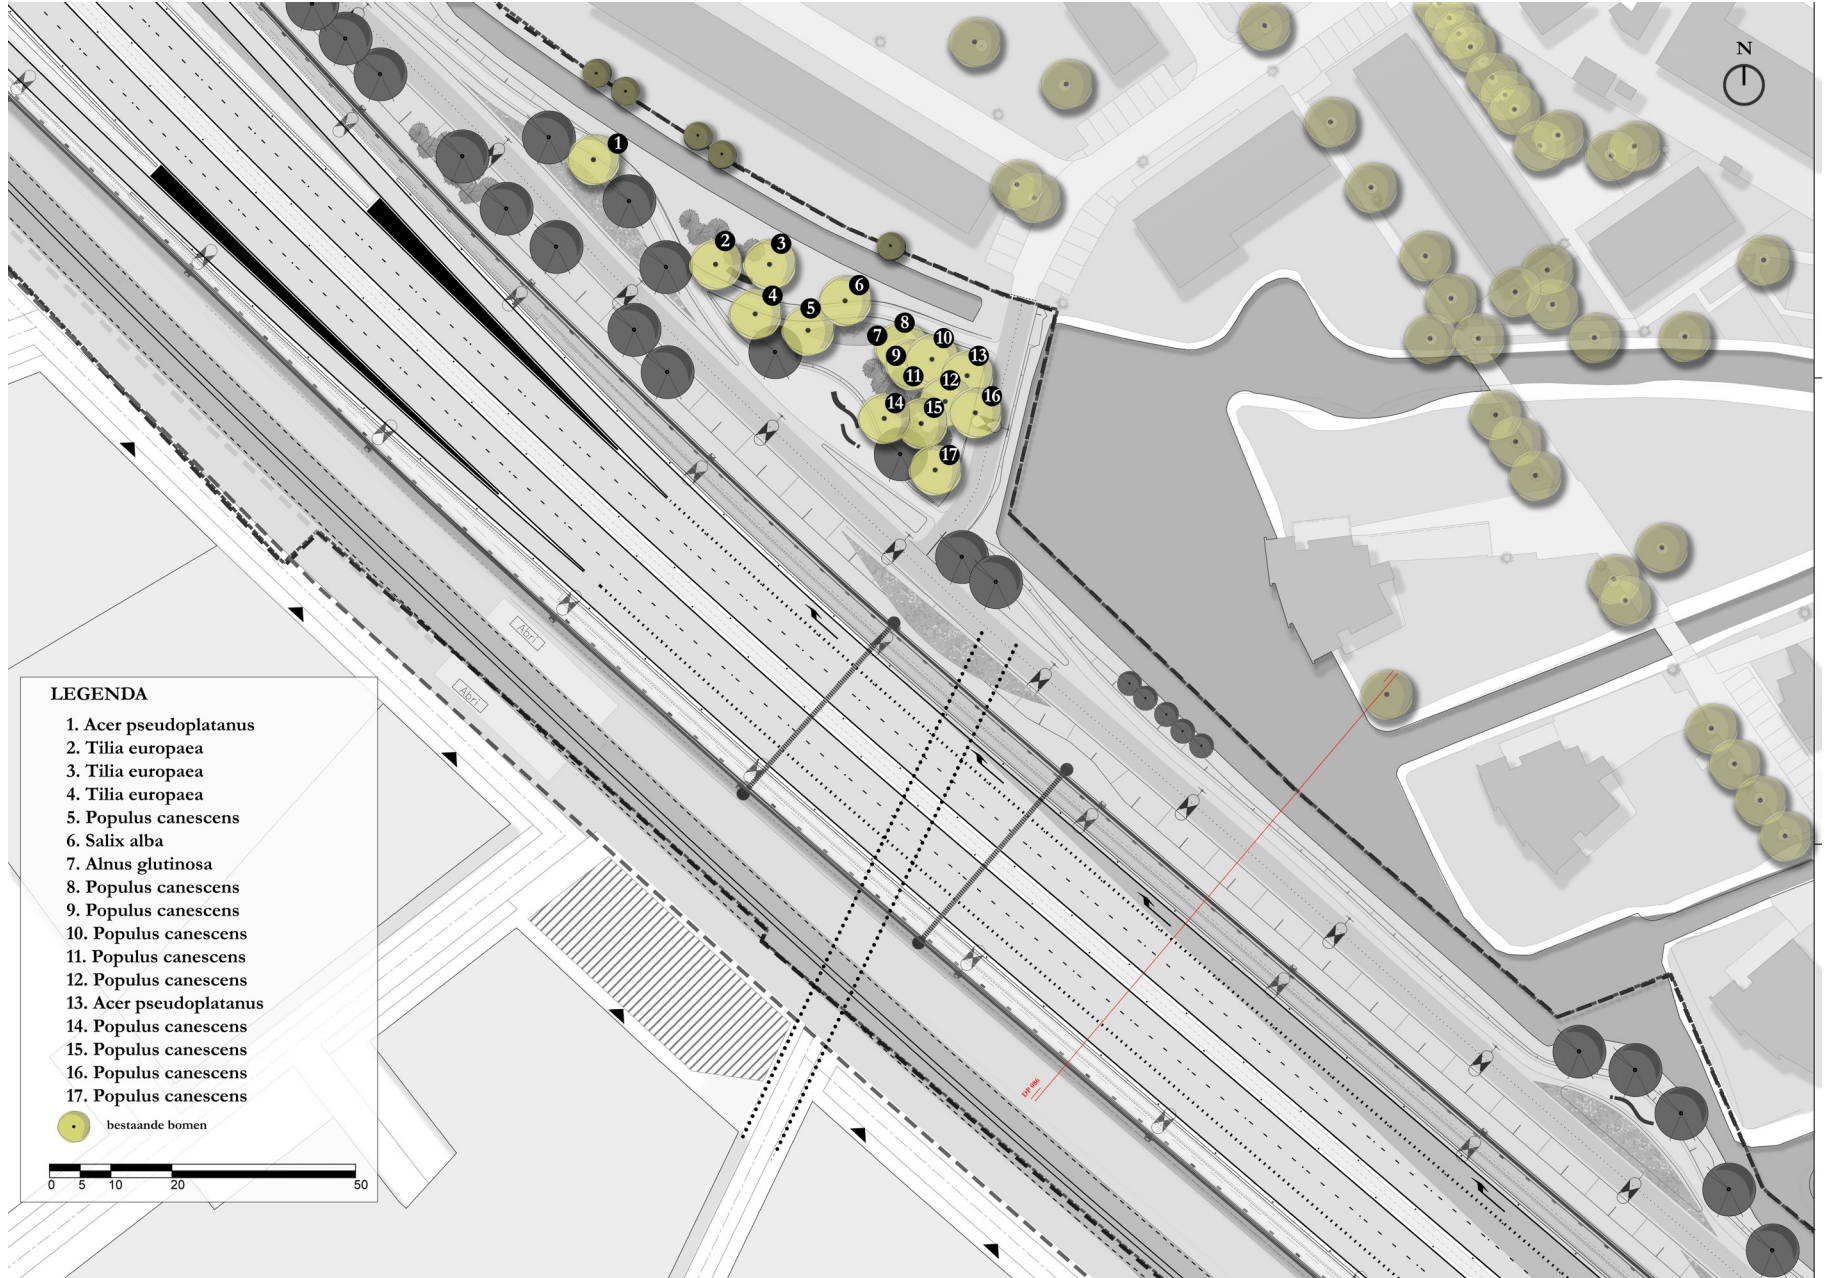 N
1
2
3
4
5
6
7
8
9
10
11
12
13
14
15
16
17
Abri
Abri
DP 086
LEGENDA
1. Acer pseudoplatanus
2. Tilia europaea
3. Tilia europaea
4. Tilia europaea
5. Populus canescens
6. Salix alba
7. Alnus glutinosa
8. Populus canescens
9. Populus canescens
10. Populus canescens
11. Populus canescens
12. Populus canescens
13. Acer pseudoplatanus
14. Populus canescens
15. Populus canescens
16. Populus canescens
17. Populus canescens
bestaande bomen
0 5 10 20 50